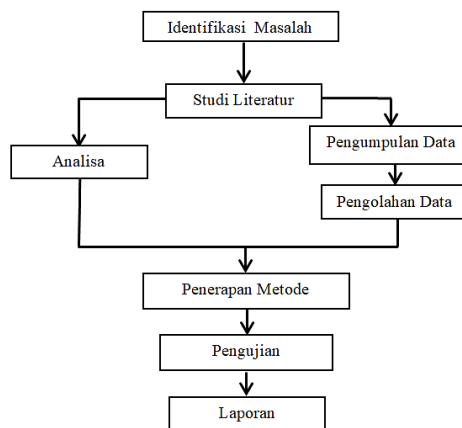 Identifikasi Masalah
Studi Literatur
Analisa
Pengumpulan Data
Pengolahan Data
Penerapan Metode
Pengujian
Laporan